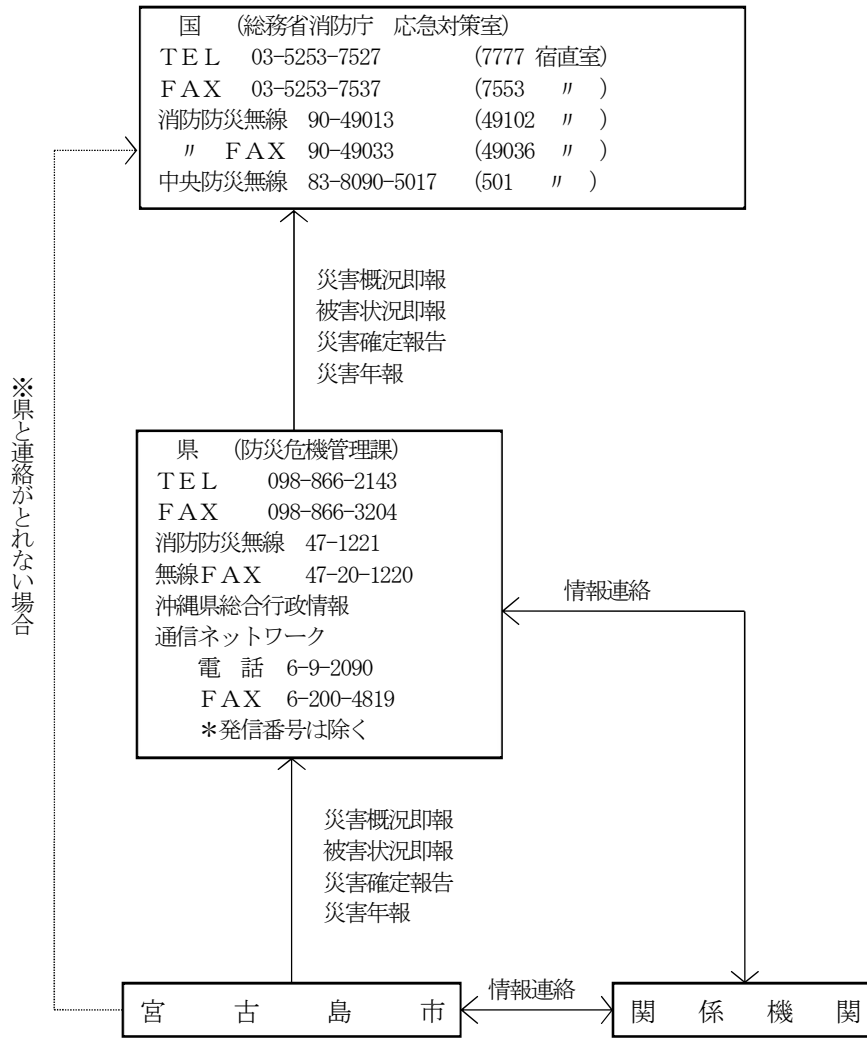 国　(総務省消防庁　応急対策室)
ＴＥＬ　03-5253-7527　(7777 宿直室)
ＦＡＸ　03-5253-7537　(7553　〃　)
消防防災無線　90-49013　(49102　〃　)
〃　ＦＡＸ　90-49033　(49036　〃　)
中央防災無線　83-8090-5017　(501　〃　)
災害概況即報
被害状況即報
災害確定報告
災害年報
※県と連絡がとれない場合
県　(防災危機管理課)
ＴＥＬ　098-866-2143
ＦＡＸ　098-866-3204
消防防災無線　47-1221
無線ＦＡＸ　47-20-1220
沖縄県総合行政情報
通信ネットワーク
電　話　6-9-2090
ＦＡＸ　6-200-4819
＊発信番号は除く
情報連絡
災害概況即報
被害状況即報
災害確定報告
災害年報
宮　古　島　市
情報連絡
関　係　機　関